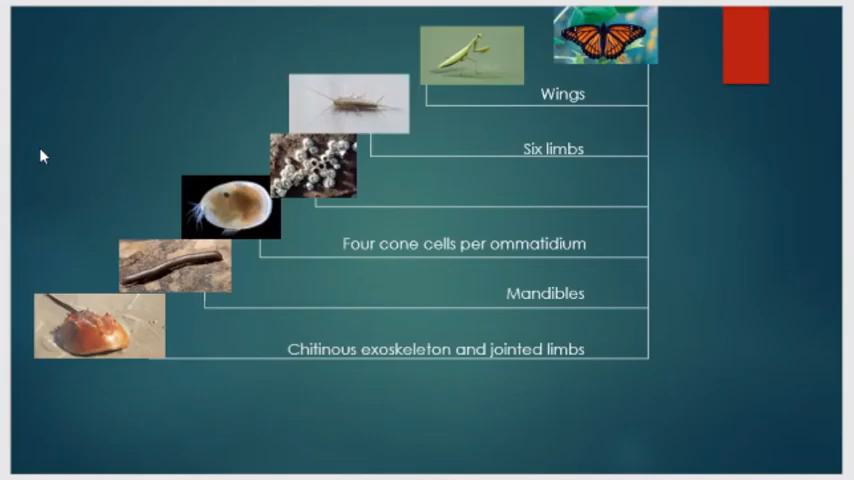 Wings
Six limbs
Four cone cells per ommatidium
Mandibles
Chitinous exoskeleton and jointed limbs